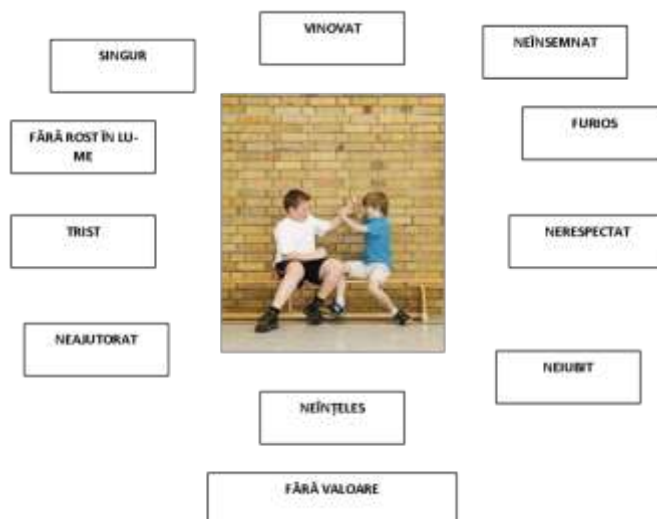 VINOVAT
SINGUR
NEÎNSEMNAT
FĂRĂ ROST ÎN LU-
ME
FURIOS
TRIST
NERESPECTAT
NEAJUTORAT
NEIUBIT
NEÎNȚELES
FĂRĂ VALOARE